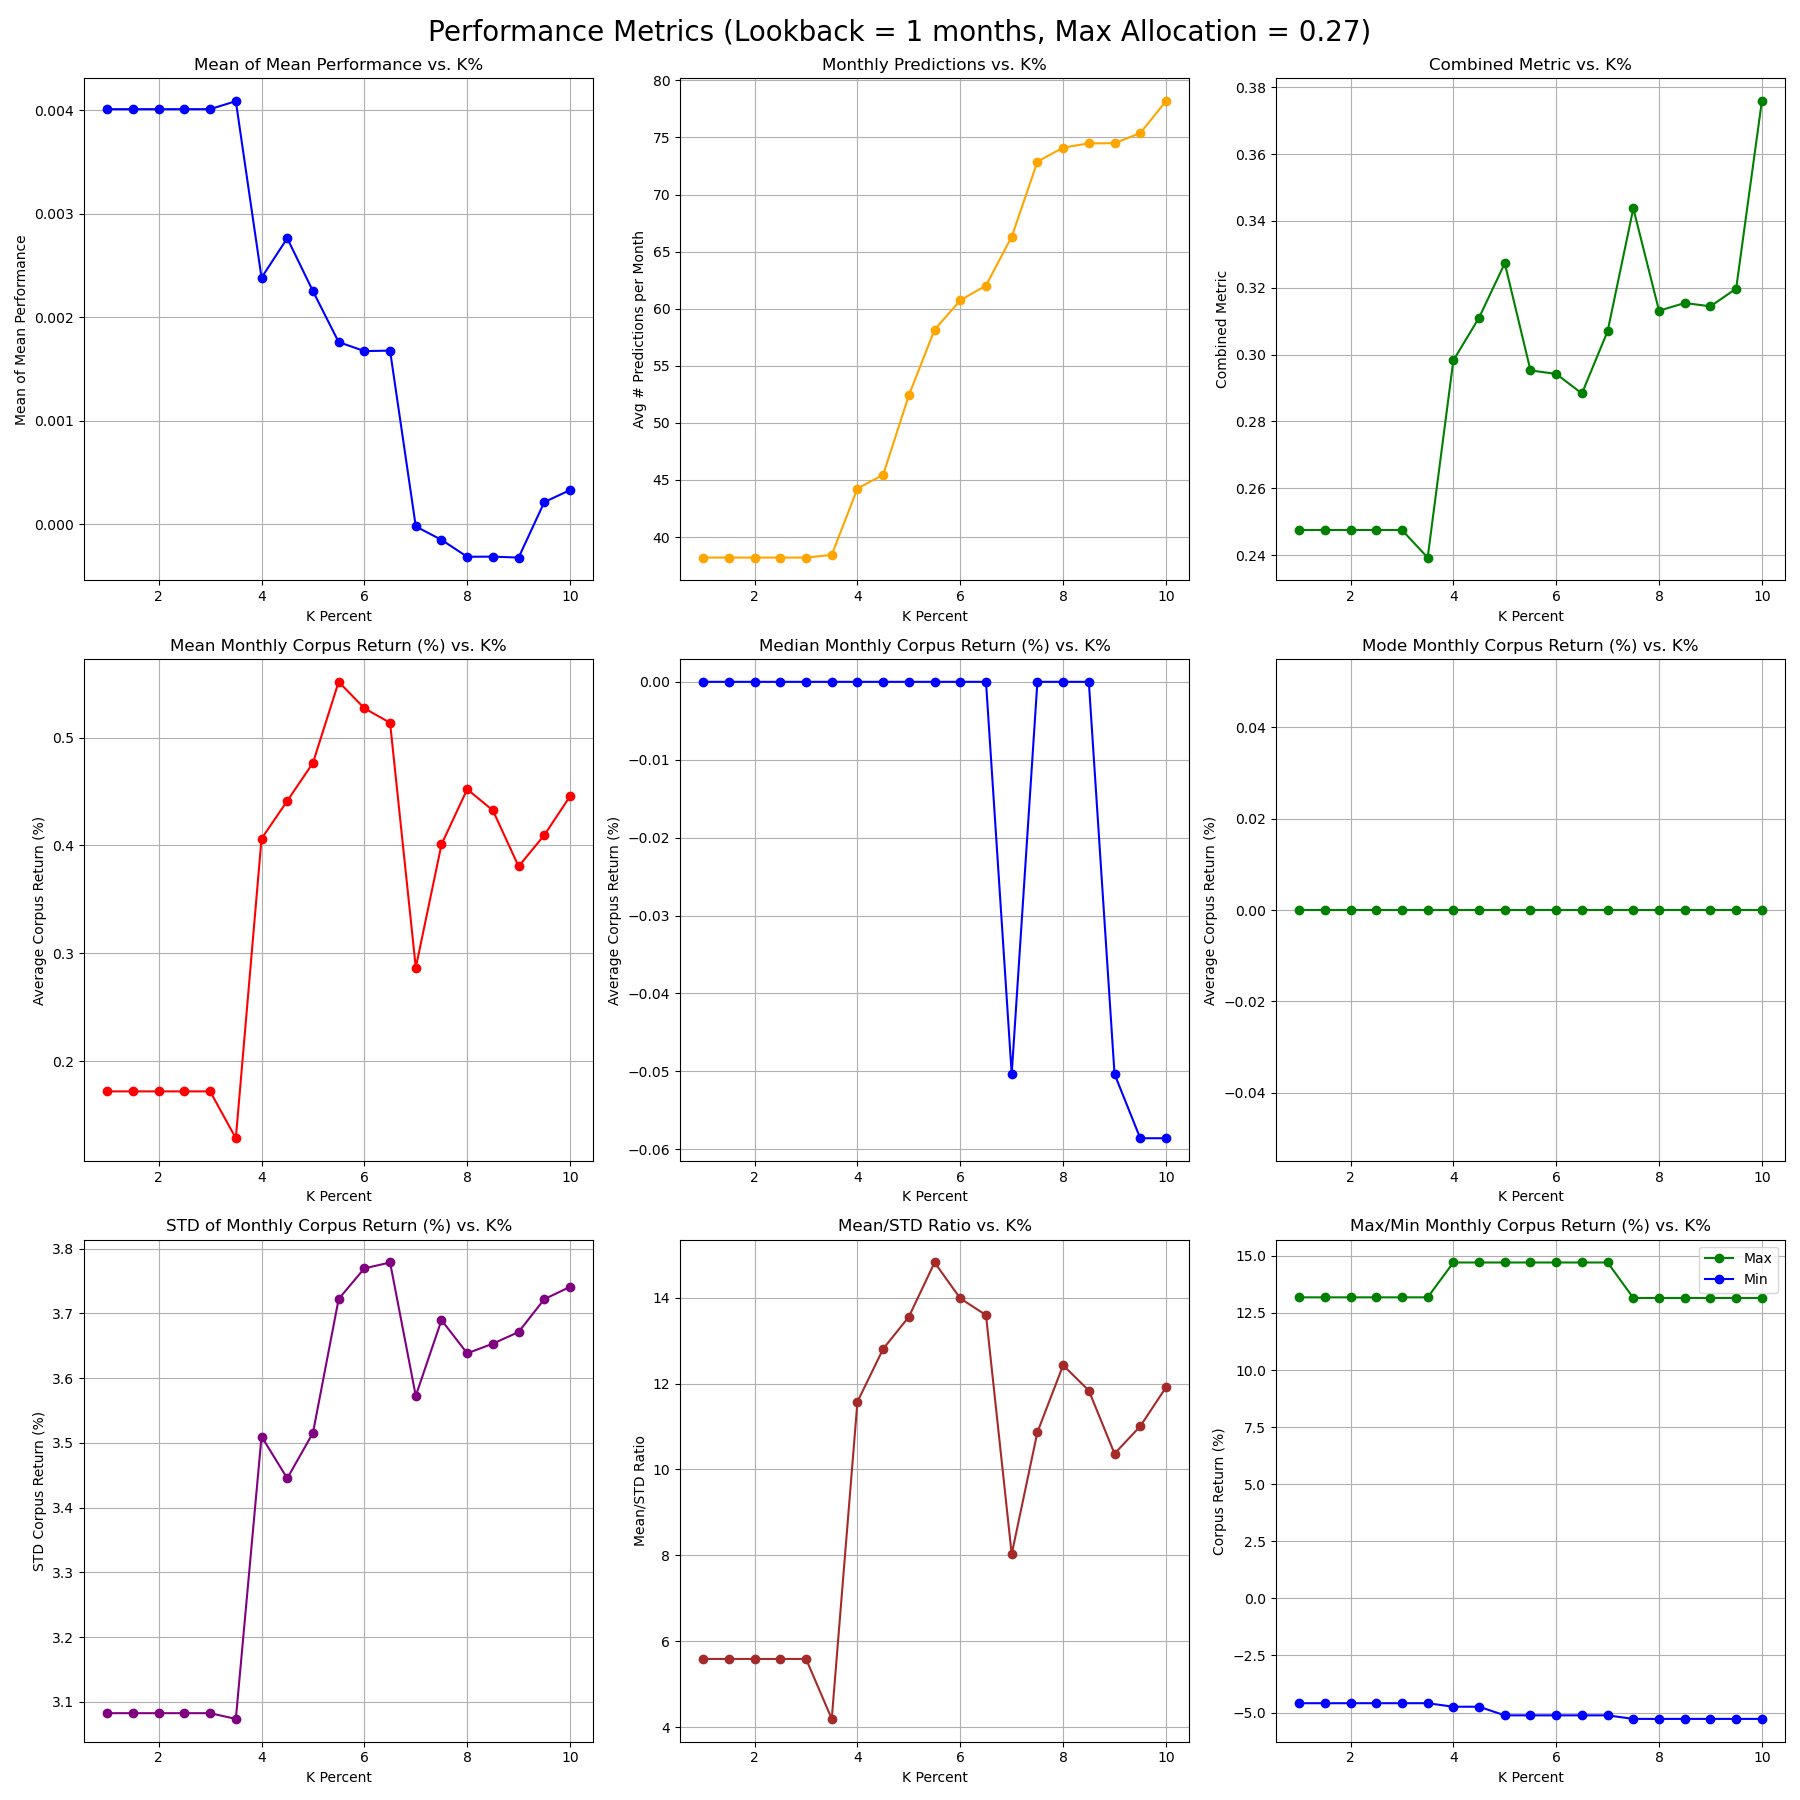 Performance Metrics (Lookback = 1 months, Max Allocation = 0.27)
Mean of Mean Performance vs. K%
Mean of Mean Performance
0.004
0.003
0.002
0.001
0.000
2 4 6 8 10
K Percent
Monthly Predictions vs. K%
Avg # Predictions per Month
80
75
70
65
60
55
50
45
40
2 4 6 8 10
K Percent
Combined Metric vs. K%
Combined Metric
0.38
0.36
0.34
0.32
0.30
0.28
0.26
0.24
2 4 6 8 10
K Percent
Mean Monthly Corpus Return (%) vs. K%
Average Corpus Return (%)
0.5
0.4
0.3
0.2
2 4 6 8 10
K Percent
Median Monthly Corpus Return (%) vs. K%
Average Corpus Return (%)
0.00
−0.01
−0.02
−0.03
−0.04
−0.05
−0.06
2 4 6 8 10
K Percent
Mode Monthly Corpus Return (%) vs. K%
Average Corpus Return (%)
0.04
0.02
0.00
−0.02
−0.04
2 4 6 8 10
K Percent
STD of Monthly Corpus Return (%) vs. K%
STD Corpus Return (%)
3.8
3.7
3.6
3.5
3.4
3.3
3.2
3.1
2 4 6 8 10
K Percent
Mean/STD Ratio vs. K%
Mean/STD Ratio
14
12
10
8
6
4
2 4 6 8 10
K Percent
Max/Min Monthly Corpus Return (%) vs. K%
Corpus Return (%)
15.0
12.5
10.0
7.5
5.0
2.5
0.0
−2.5
−5.0
Max
Min
2 4 6 8 10
K Percent